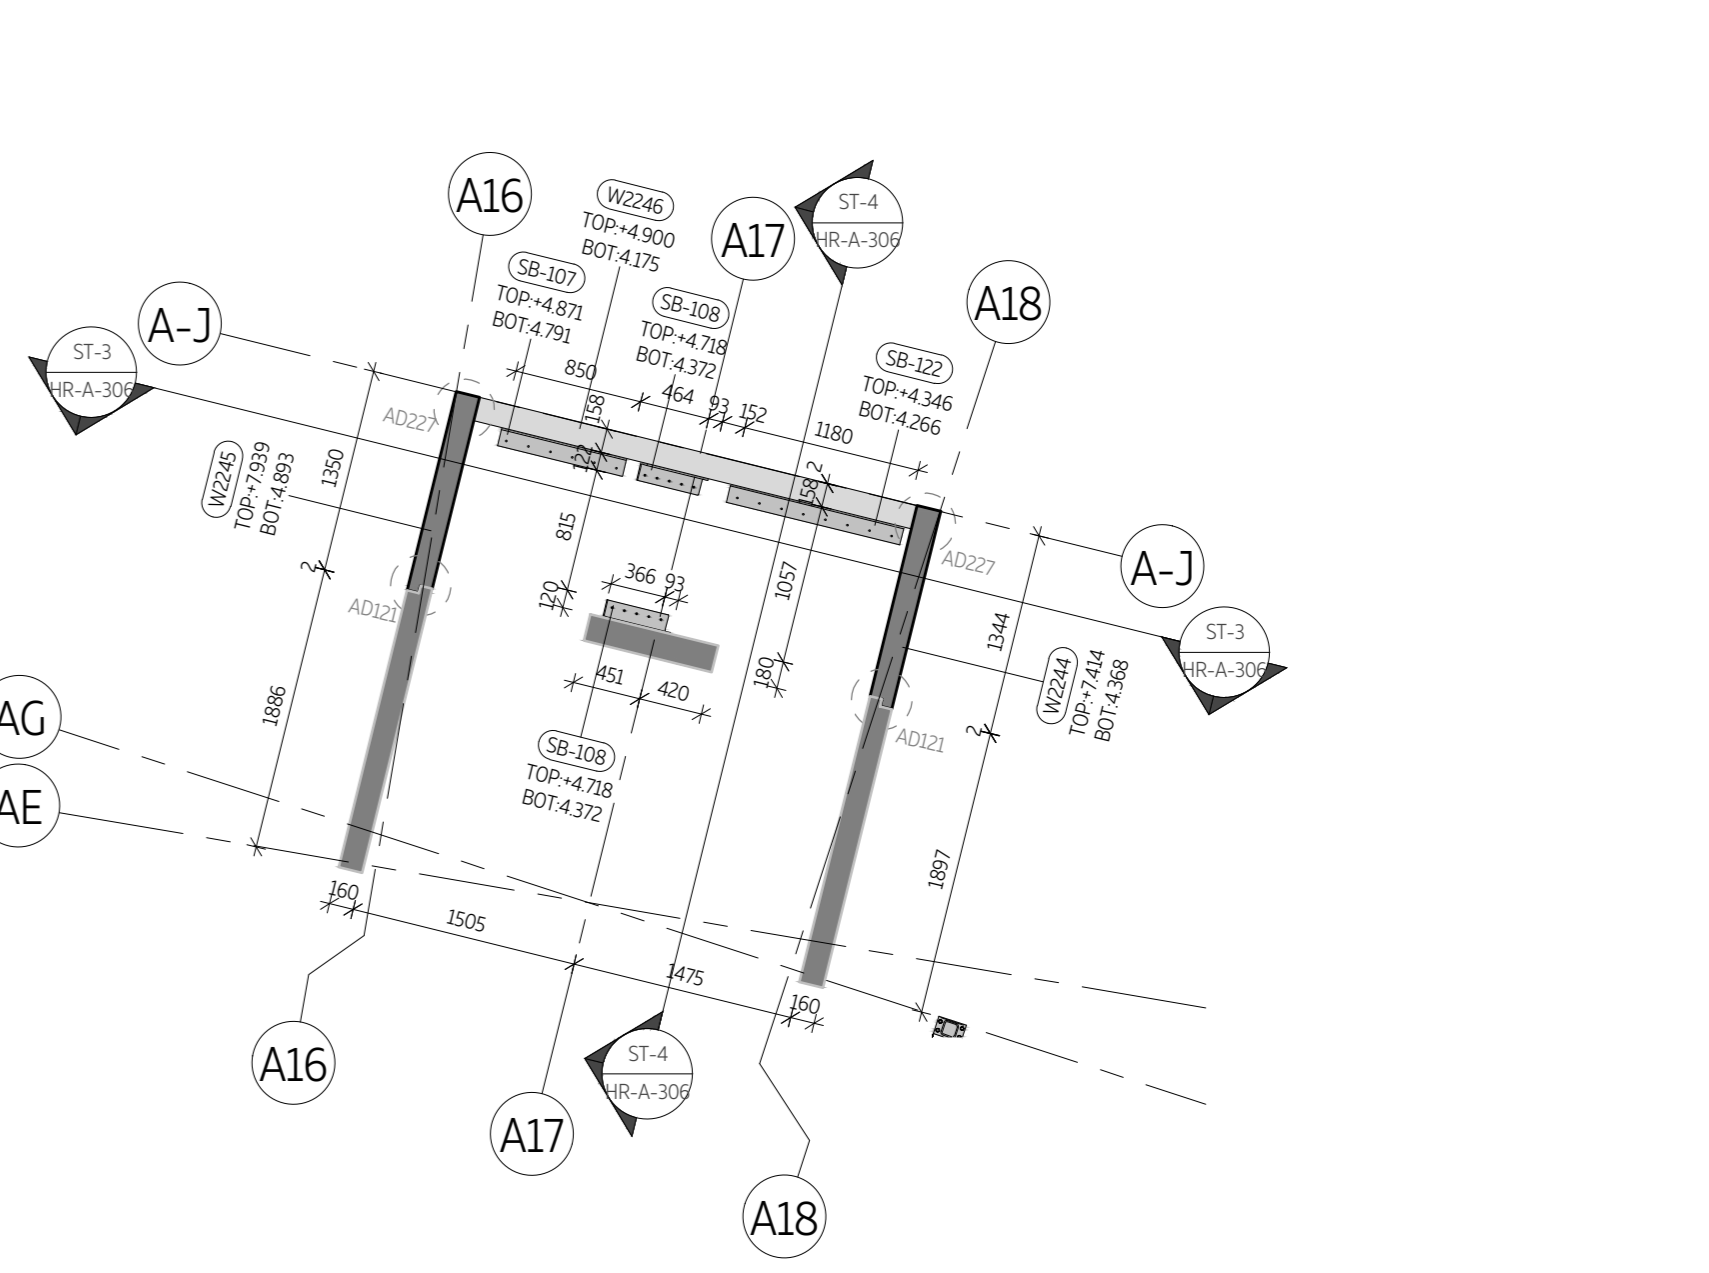 A16
W2246
TOP:+4.900
BOT:4.175
A17
ST-4
HR-A-306
SB-107
TOP:+4.871
BOT:4.791
SB-108
TOP:+4.718
BOT:4.372
A18
A-J
ST-3
HR-A-306
SB-122
TOP:+4.346
BOT:4.266
850
464
93
152
1180
158
122
2
158
AD227
W2245
TOP:+7.939
BOT:4.893
1350
815
2
AD121
120
366
93
1057
180
AD227
A-J
1344
ST-3
HR-A-306
W2244
TOP:+7.414
BOT:4.368
2
AD121
451
420
1886
AG
SB-108
TOP:+4.718
BOT:4.372
AE
160
1505
1475
160
1897
A16
ST-4
HR-A-306
A17
A18